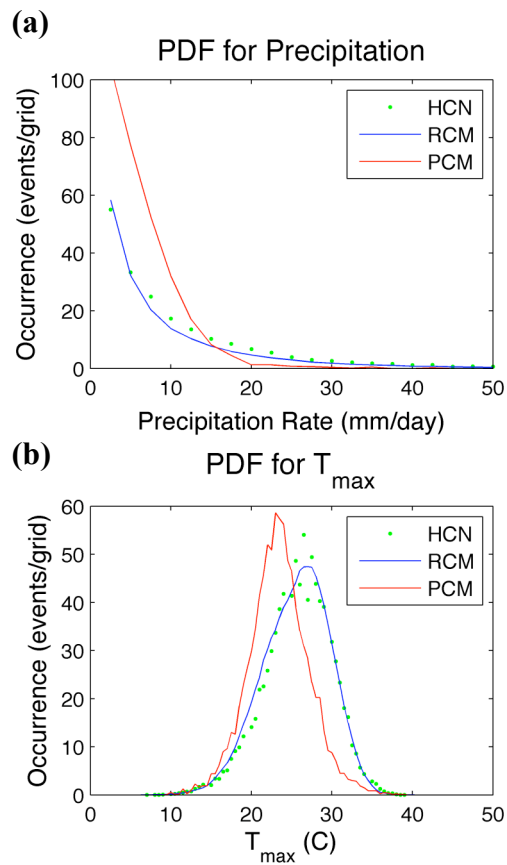 (a)
PDF for Precipitation
Occurrence (events/grid)
100
80
60
40
20
0
HCN
RCM
PCM
0 10 20 30 40 50
Precipitation Rate (mm/day)
(b)
PDF for T_max
Occurrence (events/grid)
60
50
40
30
20
10
0
HCN
RCM
PCM
0 10 20 30 40 50
T_max (C)